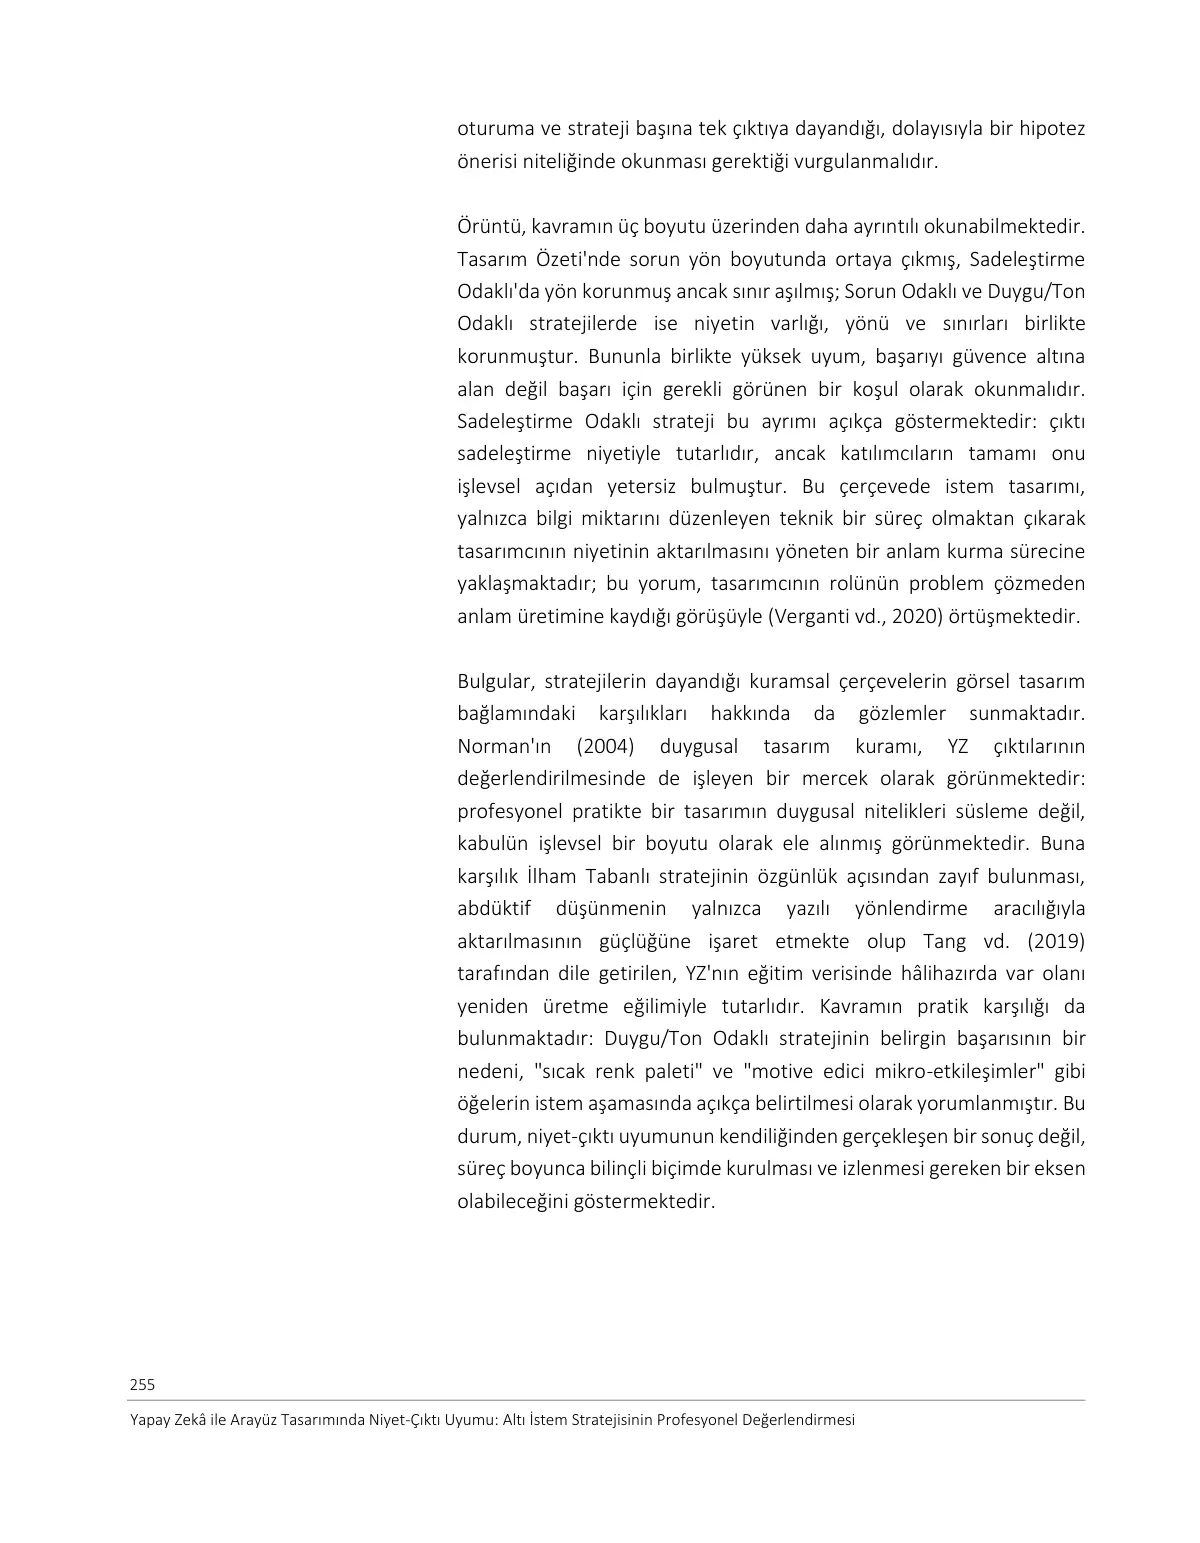 oturuma ve strateji başına tek çıktıya dayandığı, dolayısıyla bir hipotez
önerisi niteliğinde okunması gerektiği vurgulanmalıdır.
Örüntü, kavramın üç boyutu üzerinden daha ayrıntılı okunabilmektedir.
Tasarım Özeti'nde sorun yön boyutunda ortaya çıkmış, Sadeleştirme
Odaklı'da yön korunmuş ancak sınır aşılmış; Sorun Odaklı ve Duygu/Ton
Odaklı stratejilerde ise niyetin varlığı, yönü ve sınırları birlikte
korunmuştur. Bununla birlikte yüksek uyum, başarıyı güvence altına
alan değil başarı için gerekli görünen bir koşul olarak okunmalıdır.
Sadeleştirme Odaklı strateji bu ayrımı açıkça göstermektedir: çıktı
sadeleştirme niyetiyle tutarlıdır, ancak katılımcıların tamamı onu
işlevsel açıdan yetersiz bulmuştur. Bu çerçevede istem tasarımı,
yalnızca bilgi miktarını düzenleyen teknik bir süreç olmaktan çıkarak
tasarımcının niyetinin aktarılmasını yöneten bir anlam kurma sürecine
yaklaşmaktadır; bu yorum, tasarımcının rolünün problem çözmeden
anlam üretimine kaydığı görüşüyle (Verganti vd., 2020) örtüşmektedir.
Bulgular, stratejilerin dayandığı kuramsal çerçevelerin görsel tasarım
bağlamındaki karşılıkları hakkında da gözlemler sunmaktadır.
Norman'ın (2004) duygusal tasarım kuramı, YZ çıktılarının
değerlendirilmesinde de işleyen bir mercek olarak görünmektedir:
profesyonel pratikte bir tasarımın duygusal nitelikleri süsleme değil,
kabulün işlevsel bir boyutu olarak ele alınmış görünmektedir. Buna
karşılık İlham Tabanlı stratejinin özgünlük açısından zayıf bulunması,
abdüktif düşünmenin yalnızca yazılı yönlendirme aracılığıyla
aktarılmasının güçlüğüne işaret etmekte olup Tang vd. (2019)
tarafından dile getirilen, YZ'nın eğitim verisinde hâlihazırda var olanı
yeniden üretme eğilimiyle tutarlıdır. Kavramın pratik karşılığı da
bulunmaktadır: Duygu/Ton Odaklı stratejinin belirgin başarısının bir
nedeni, "sıcak renk paleti" ve "motive edici mikro-etkileşimler" gibi
öğelerin istem aşamasında açıkça belirtilmesi olarak yorumlanmıştır. Bu
durum, niyet-çıktı uyumunun kendiliğinden gerçekleşen bir sonuç değil,
süreç boyunca bilinçli biçimde kurulması ve izlenmesi gereken bir eksen
olabileceğini göstermektedir.
255
Yapay Zekâ ile Arayüz Tasarımında Niyet-Çıktı Uyumu: Altı İstem Stratejisinin Profesyonel Değerlendirmesi